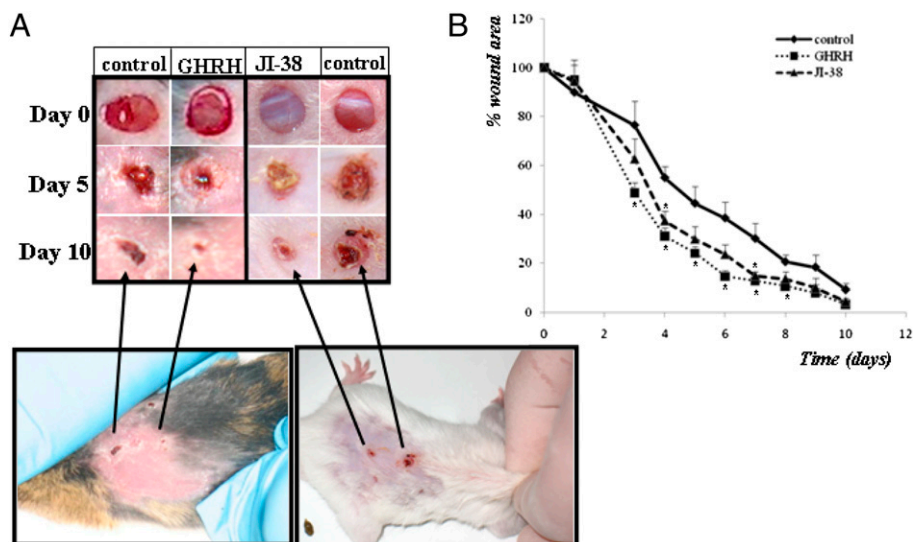 A
control GHRH JI-38 control
Day 0
Day 5
Day 10
B
% wound area
control
GHRH
JI-38
120
100
80
60
40
20
0
0 2 4 6 8 10 12
* * * * * * * *
Time (days)